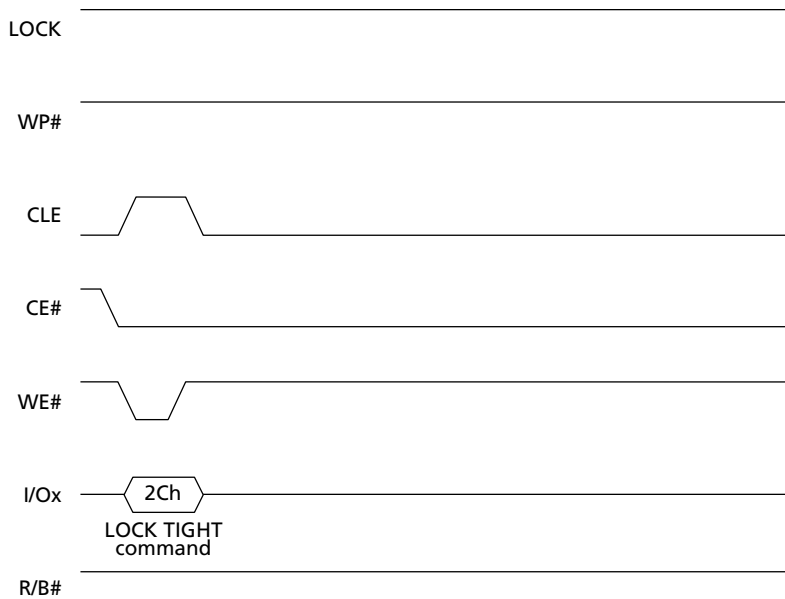 LOCK
WP#
CLE
CE#
WE#
I/Ox
2Ch
LOCK TIGHT
command
R/B#